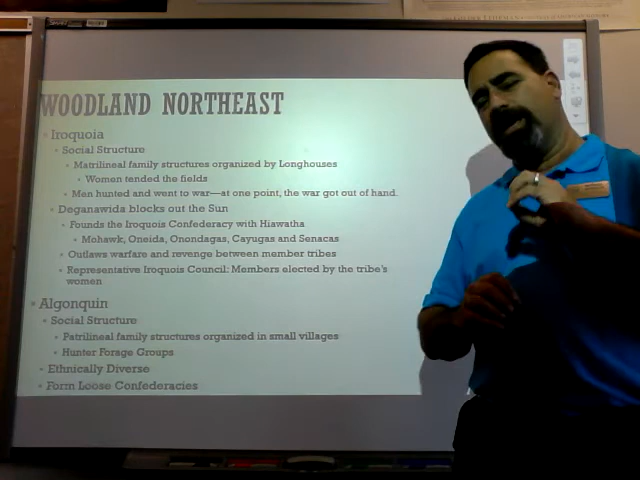 WOODLAND NORTHEAST
Iroquoia
Social Structure
Matrilineal family structures organized by Longhouses
Women tended the fields
Men hunted and went to war—at one point, the war got out of hand.
Deganawida blocks out the Sun
Founds the Iroquois Confederacy with Hiawatha
Mohawk, Oneida, Onondagas, Cayugas and Senacas
Outlaws warfare and revenge between member tribes
Representative Iroquois Council: Members elected by the tribe's
women
Algonquin
Social Structure
Patrilineal family structures organized in small villages
Hunter Forage Groups
Ethnically Diverse
Form Loose Confederacies